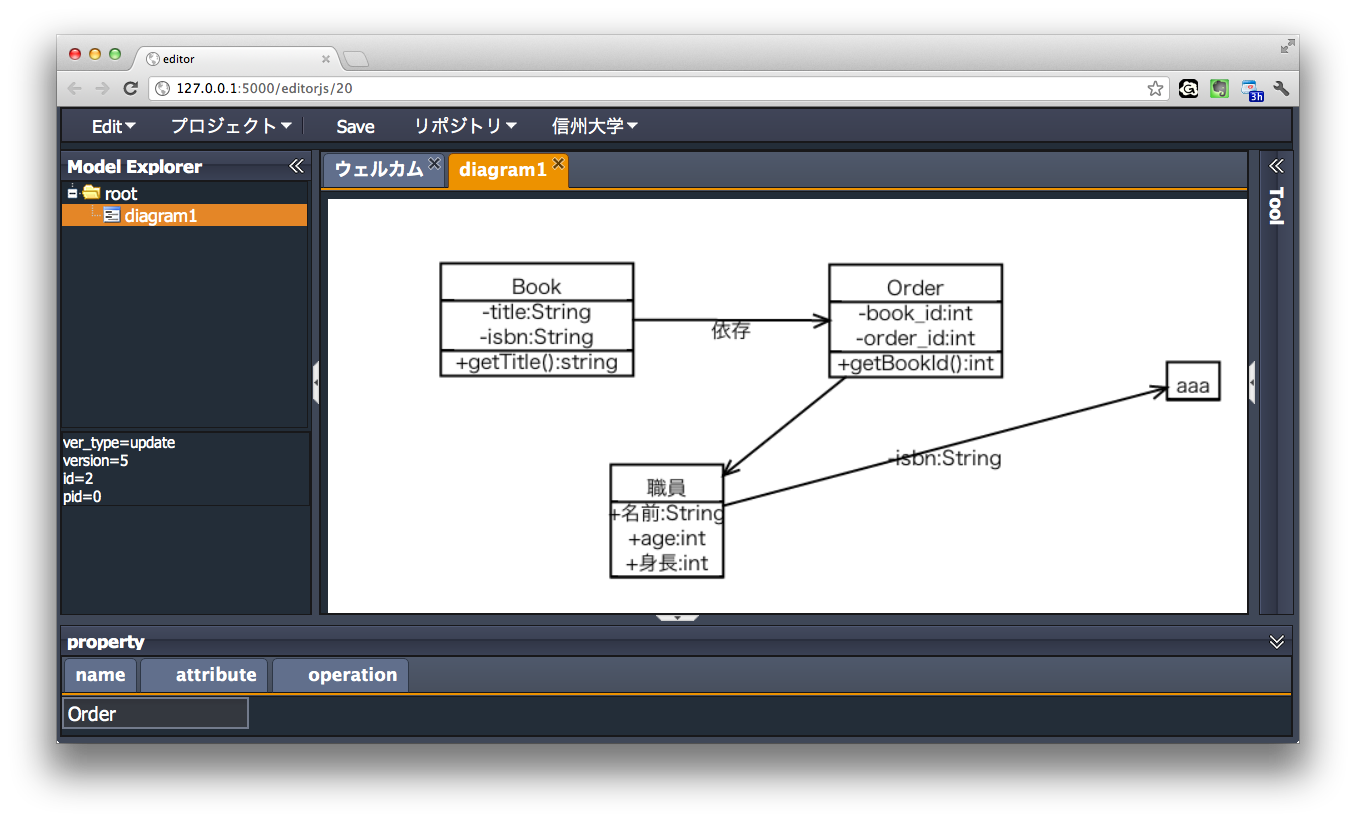 editor
127.0.0.1:5000/editorjs/20
3h
Edit プロジェクト Save リポジトリ 信州大学
Model Explorer
root
diagram1
ver_type=update
version=5
id=2
pid=0
ウェルカム diagram1
Book
-title:String
-isbn:String
+getTitle():string
依存
Order
-book_id:int
-order_id:int
+getBookId():int
aaa
-isbn:String
職員
+名前:String
+age:int
+身長:int
Tool
property
name attribute operation
Order